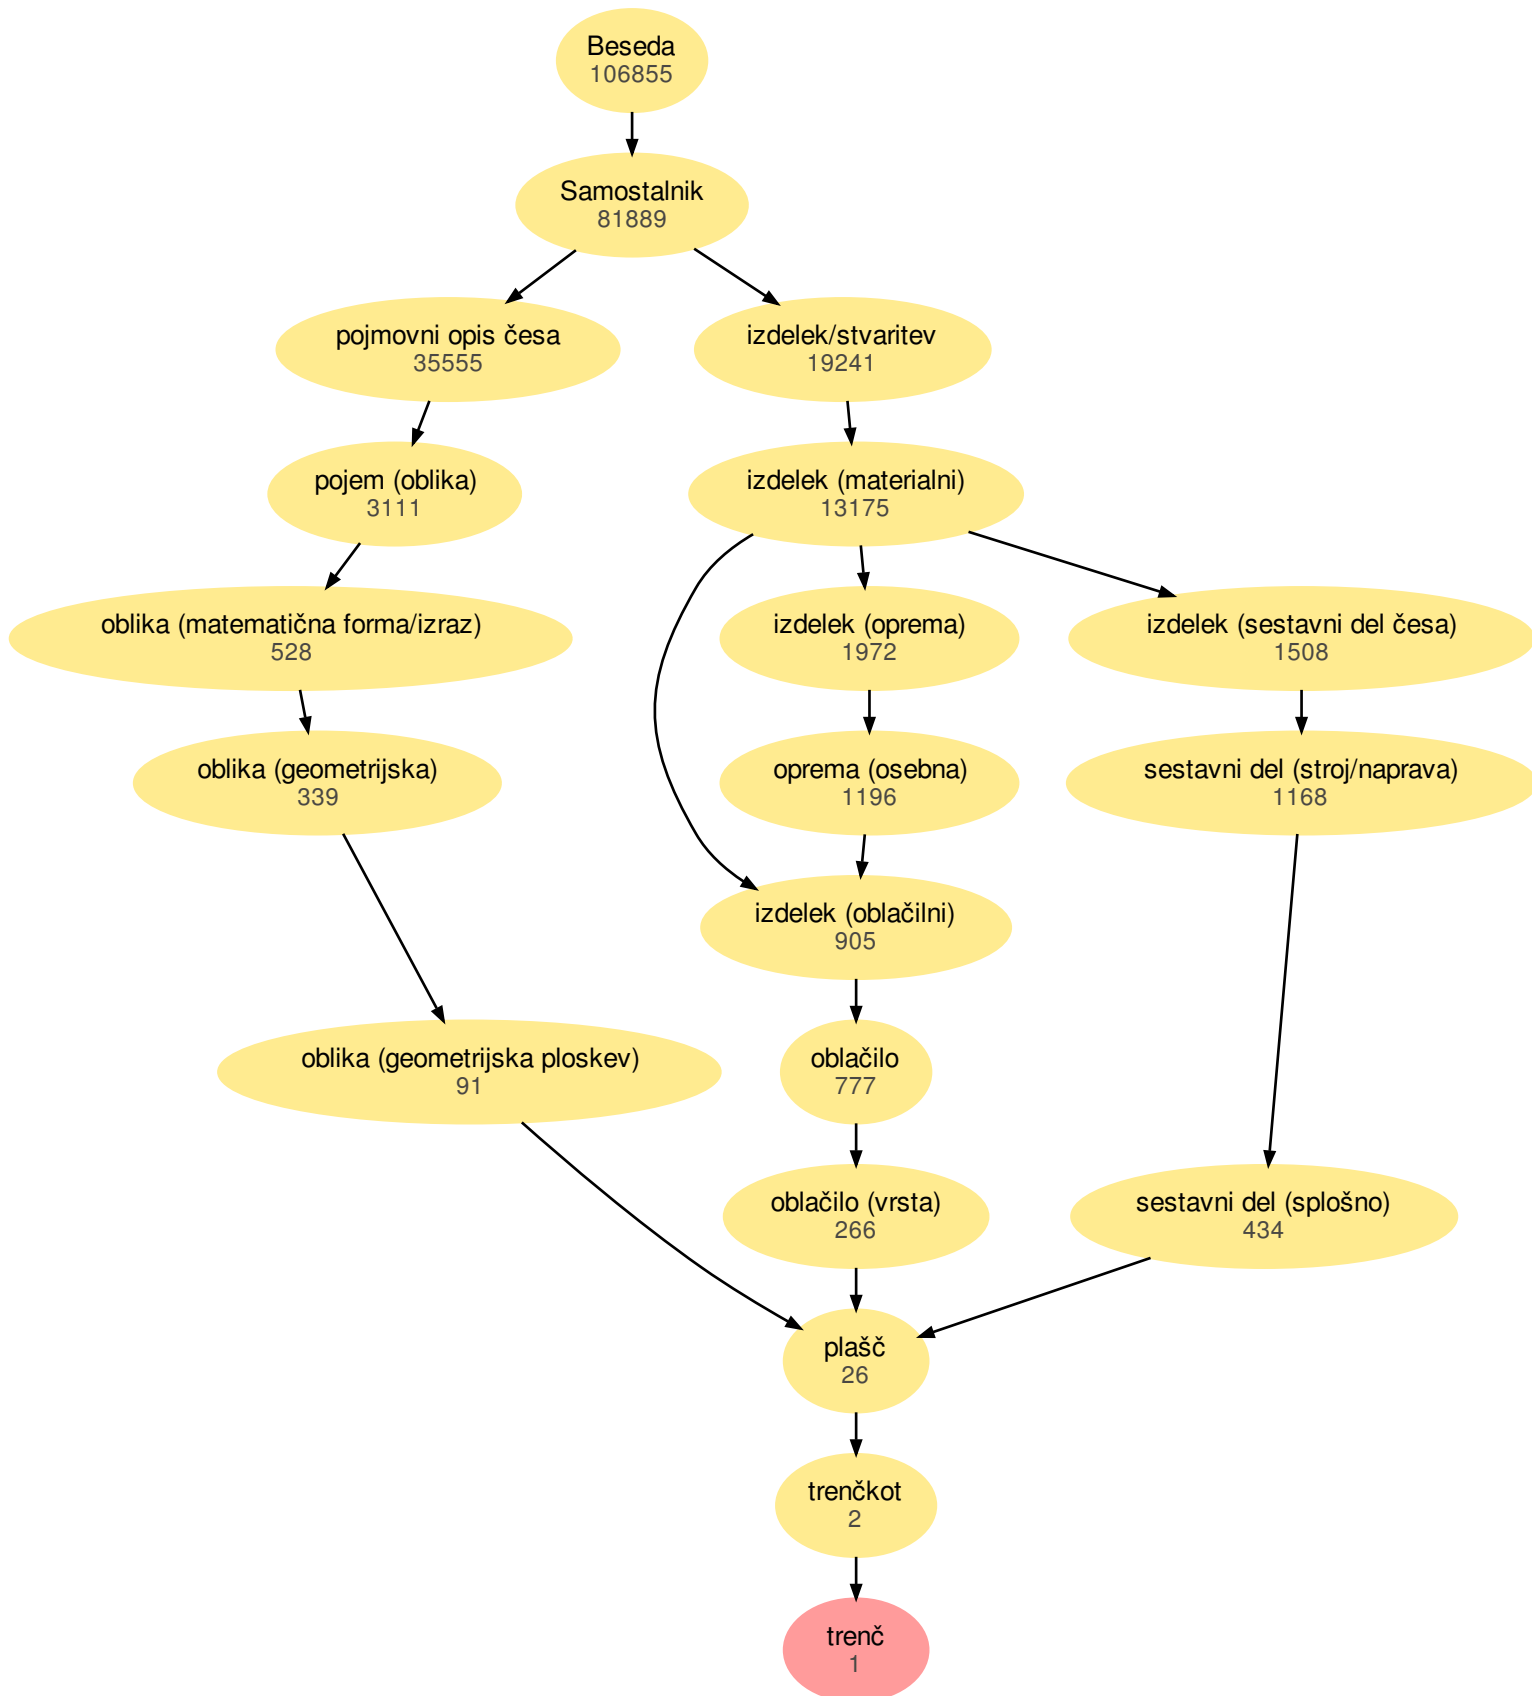 Beseda
106855
Samostalnik
81889
pojmovni opis česa
35555
izdelek/stvaritev
19241
pojem (oblika)
3111
izdelek (materialni)
13175
oblika (matematična forma/izraz)
528
izdelek (oprema)
1972
izdelek (sestavni del česa)
1508
oblika (geometrijska)
339
oprema (osebna)
1196
sestavni del (stroj/naprava)
1168
izdelek (oblačilni)
905
oblika (geometrijska ploskev)
91
oblačilo
777
oblačilo (vrsta)
266
sestavni del (splošno)
434
plašč
26
trenčkot
2
trenč
1